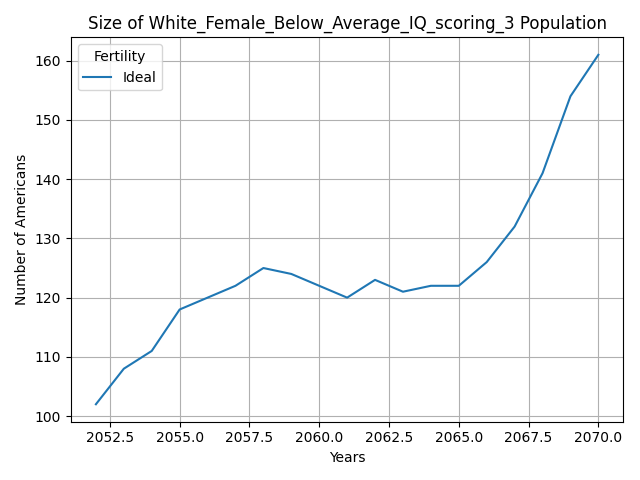 Size of White_Female_Below_Average_IQ_scoring_3 Population
Fertility
Ideal
Number of Americans
160
150
140
130
120
110
100
2052.5 2055.0 2057.5 2060.0 2062.5 2065.0 2067.5 2070.0
Years